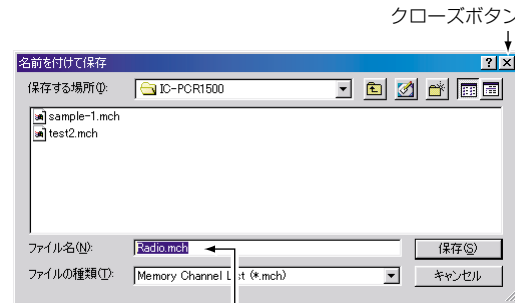 クローズボタン
名前を付けて保存
保存する場所(I): IC-PCR1500
sample-1.mch
test2.mch
ファイル名(N): Radio.mch 保存(S)
ファイルの種類(T): Memory Channel List (*.mch) キャンセル